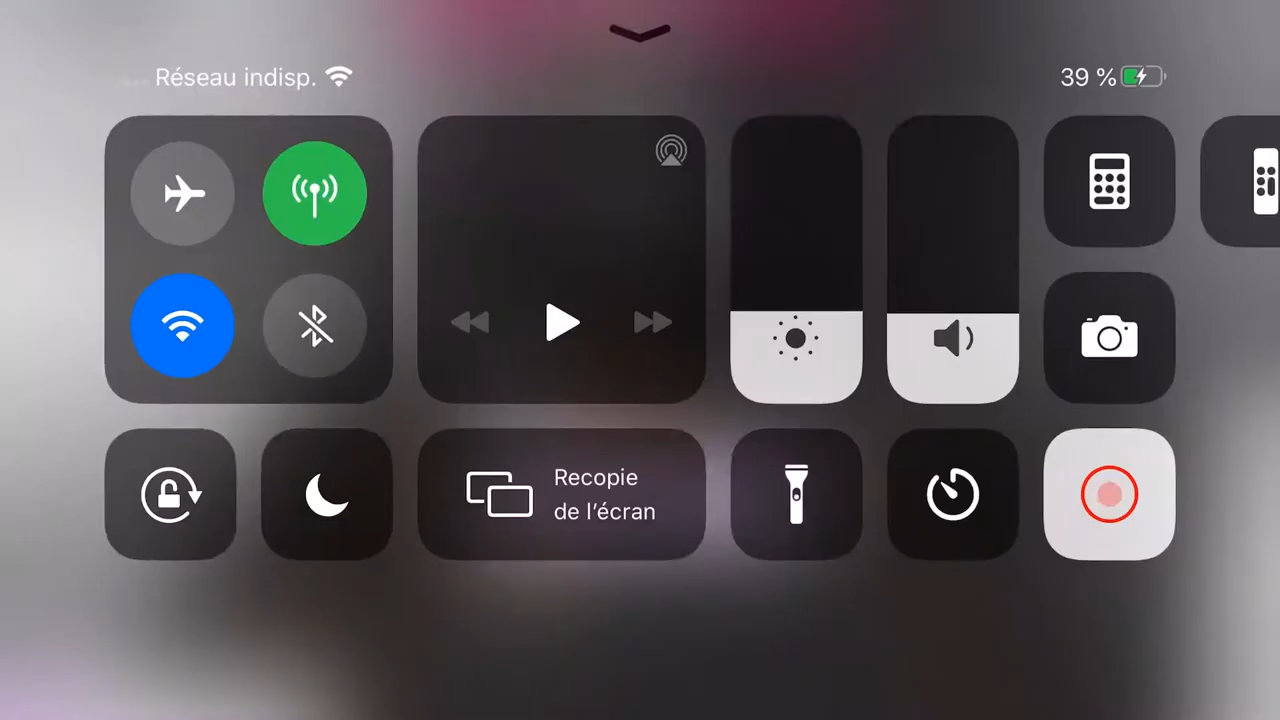 Réseau indisp.
39 %
Recopie
de l’écran